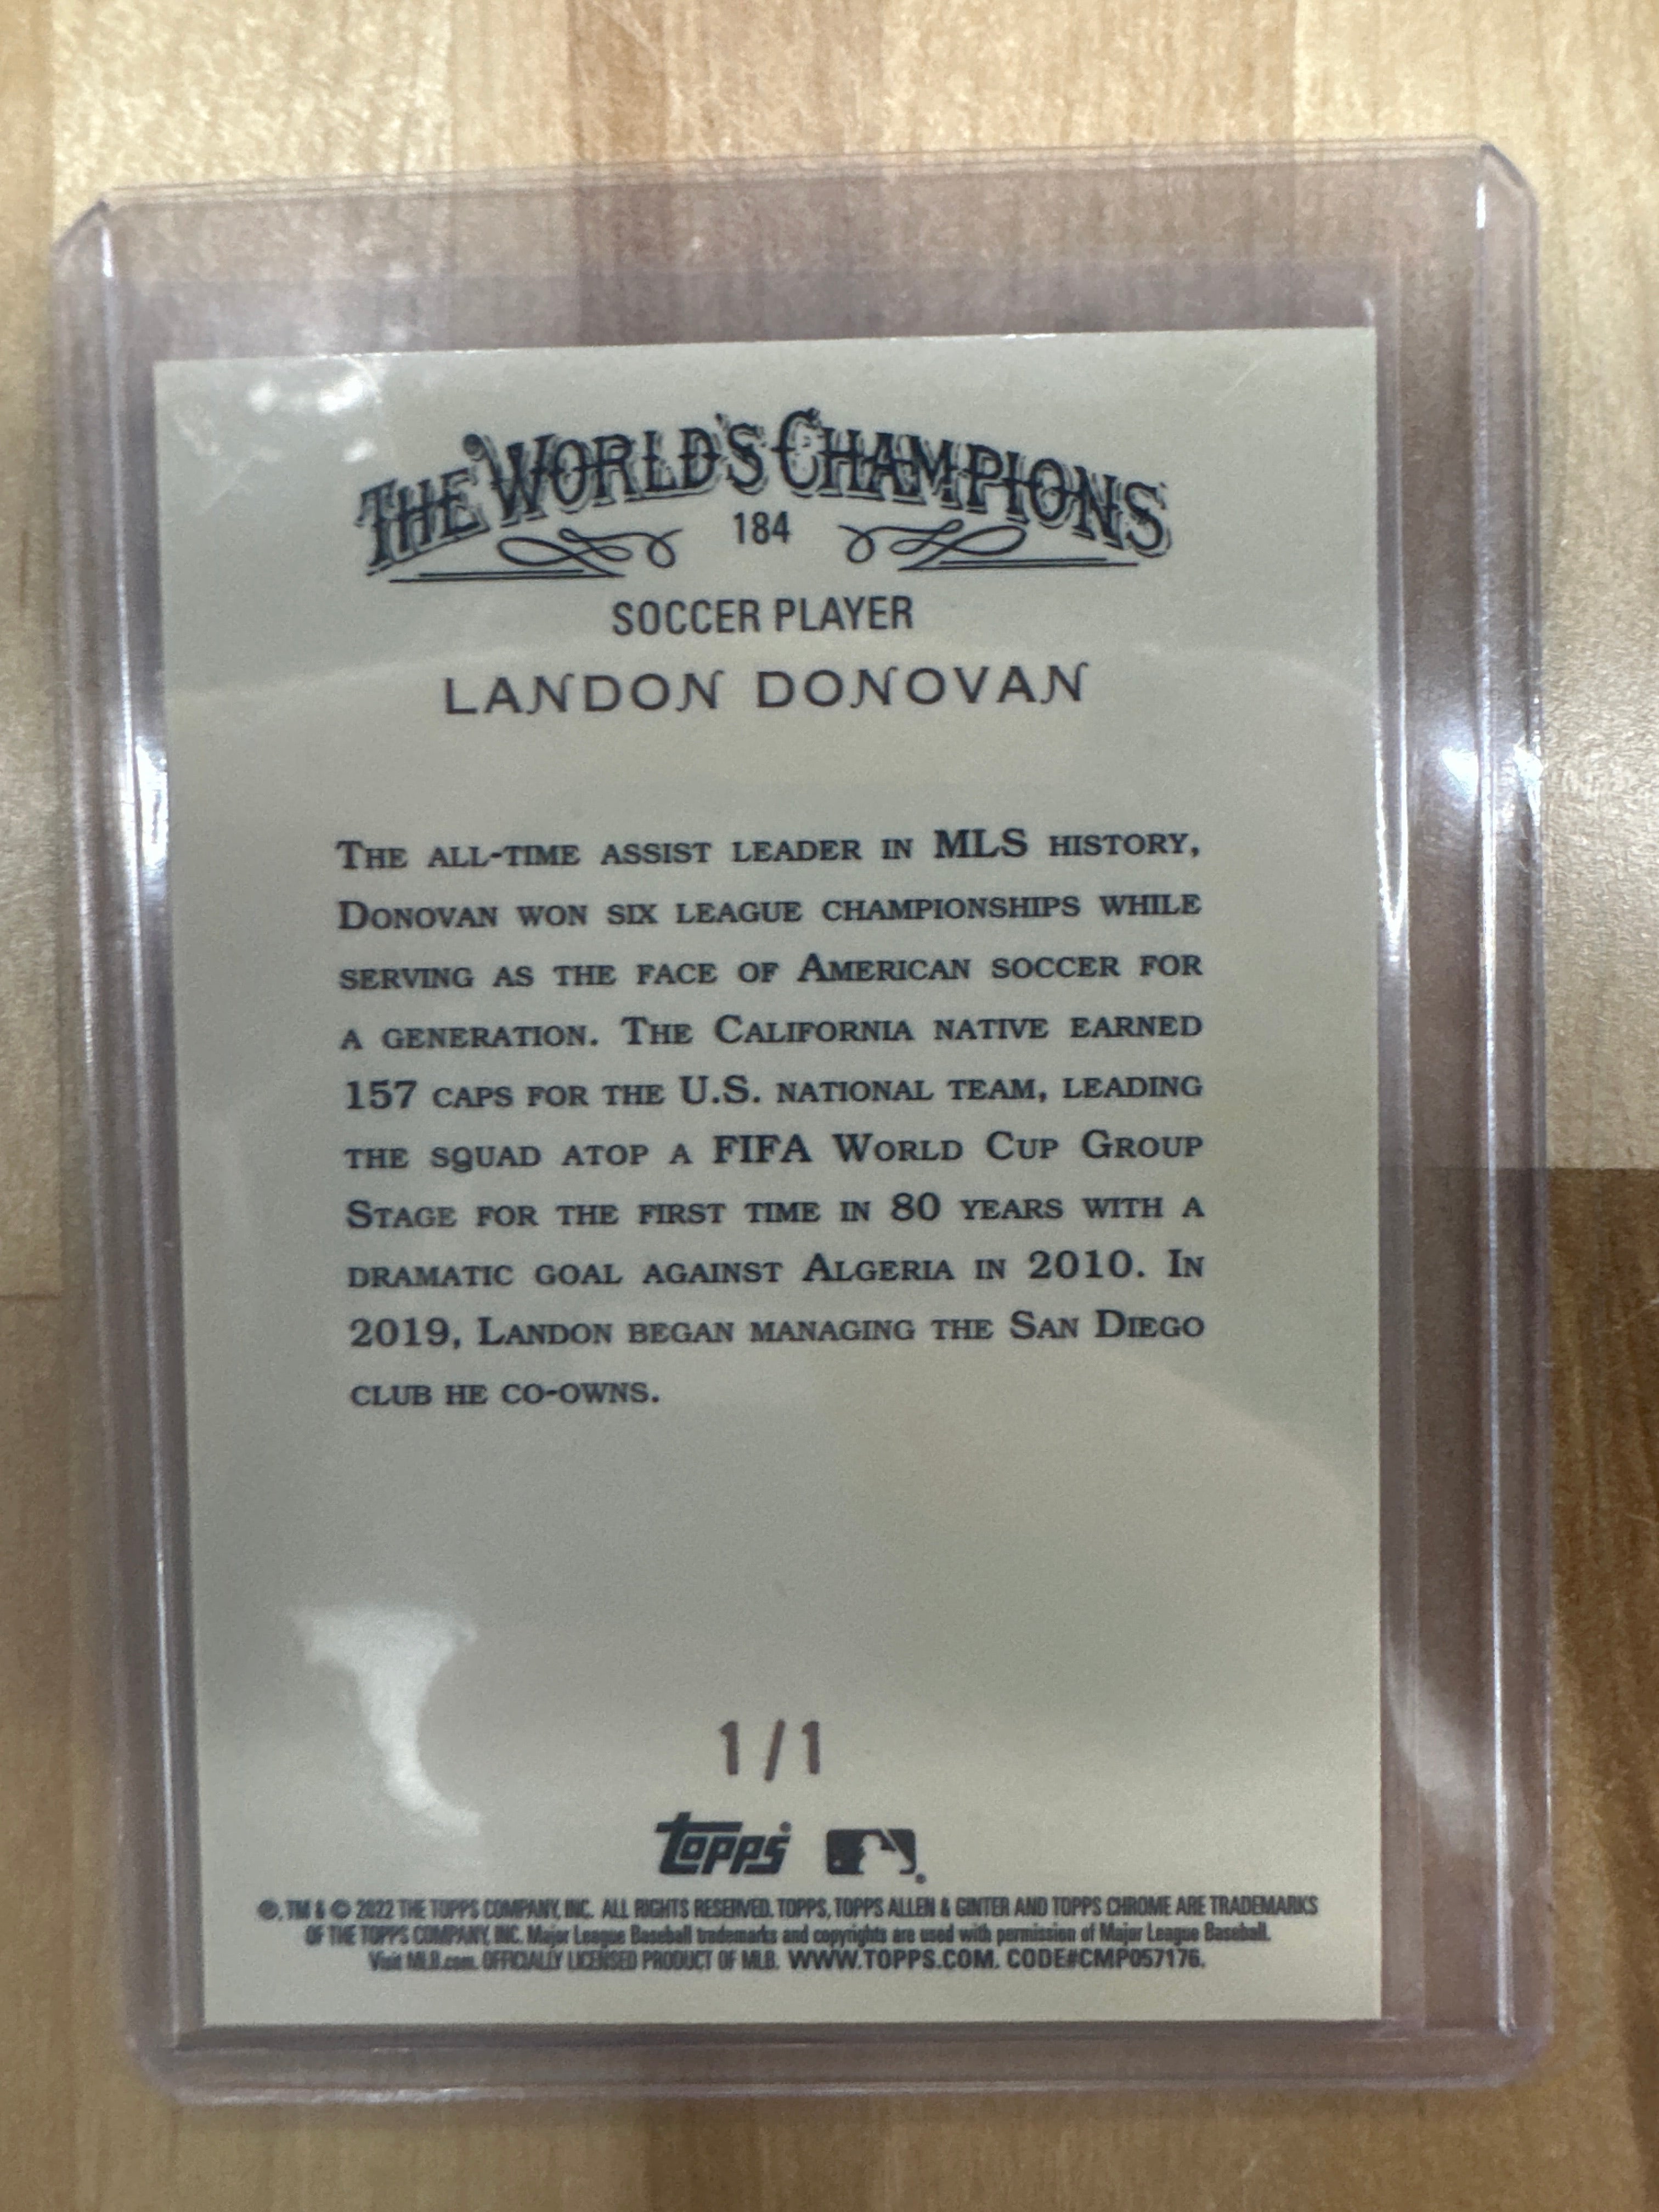 THE WORLD'S CHAMPIONS
184
SOCCER PLAYER
LANDON DONOVAN
THE ALL-TIME ASSIST LEADER IN MLS HISTORY,
DONOVAN WON SIX LEAGUE CHAMPIONSHIPS WHILE
SERVING AS THE FACE OF AMERICAN SOCCER FOR
A GENERATION. THE CALIFORNIA NATIVE EARNED
157 CAPS FOR THE U.S. NATIONAL TEAM, LEADING
THE SQUAD ATOP A FIFA WORLD CUP GROUP
STAGE FOR THE FIRST TIME IN 80 YEARS WITH A
DRAMATIC GOAL AGAINST ALGERIA IN 2010. IN
2019, LANDON BEGAN MANAGING THE SAN DIEGO
CLUB HE CO-OWNS.
1/1
topps
®, TM & © 2022 THE TOPPS COMPANY, INC. ALL RIGHTS RESERVED. TOPPS, TOPPS ALLEN & GINTER AND TOPPS CHROME ARE TRADEMARKS
OF THE TOPPS COMPANY, INC. Major League Baseball trademarks and copyrights are used with permission of Major League Baseball.
Visit MLB.com. OFFICIALLY LICENSED PRODUCT OF MLB. WWW.TOPPS.COM. CODE#CMP057176.